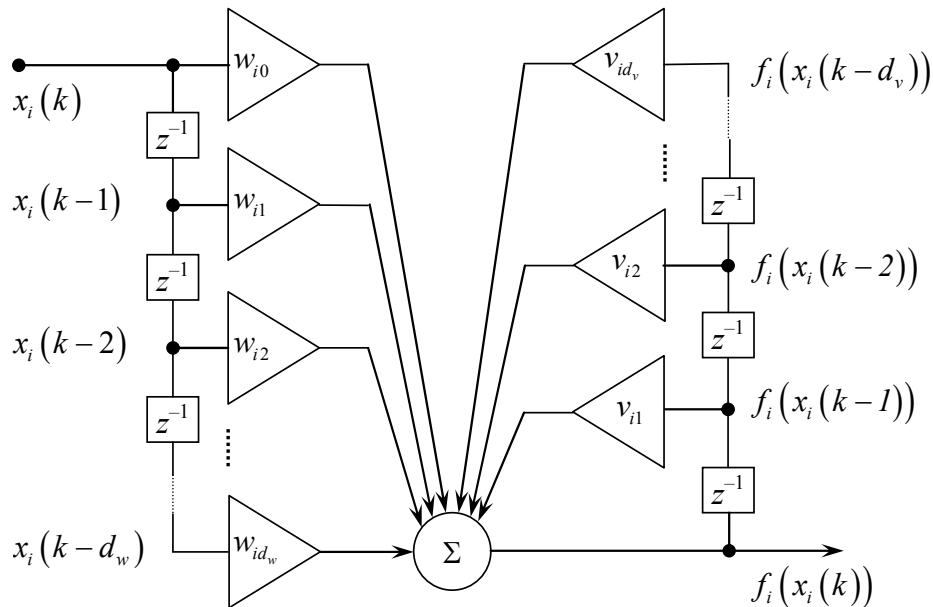 x_i(k)
z⁻¹
x_i(k−1)
z⁻¹
x_i(k−2)
z⁻¹
x_i(k−d_w)
w_{i0}
w_{i1}
w_{i2}
w_{id_w}
Σ
v_{id_v}
v_{i2}
v_{i1}
f_i(x_i(k−d_v))
z⁻¹
f_i(x_i(k−2))
z⁻¹
f_i(x_i(k−1))
z⁻¹
f_i(x_i(k))